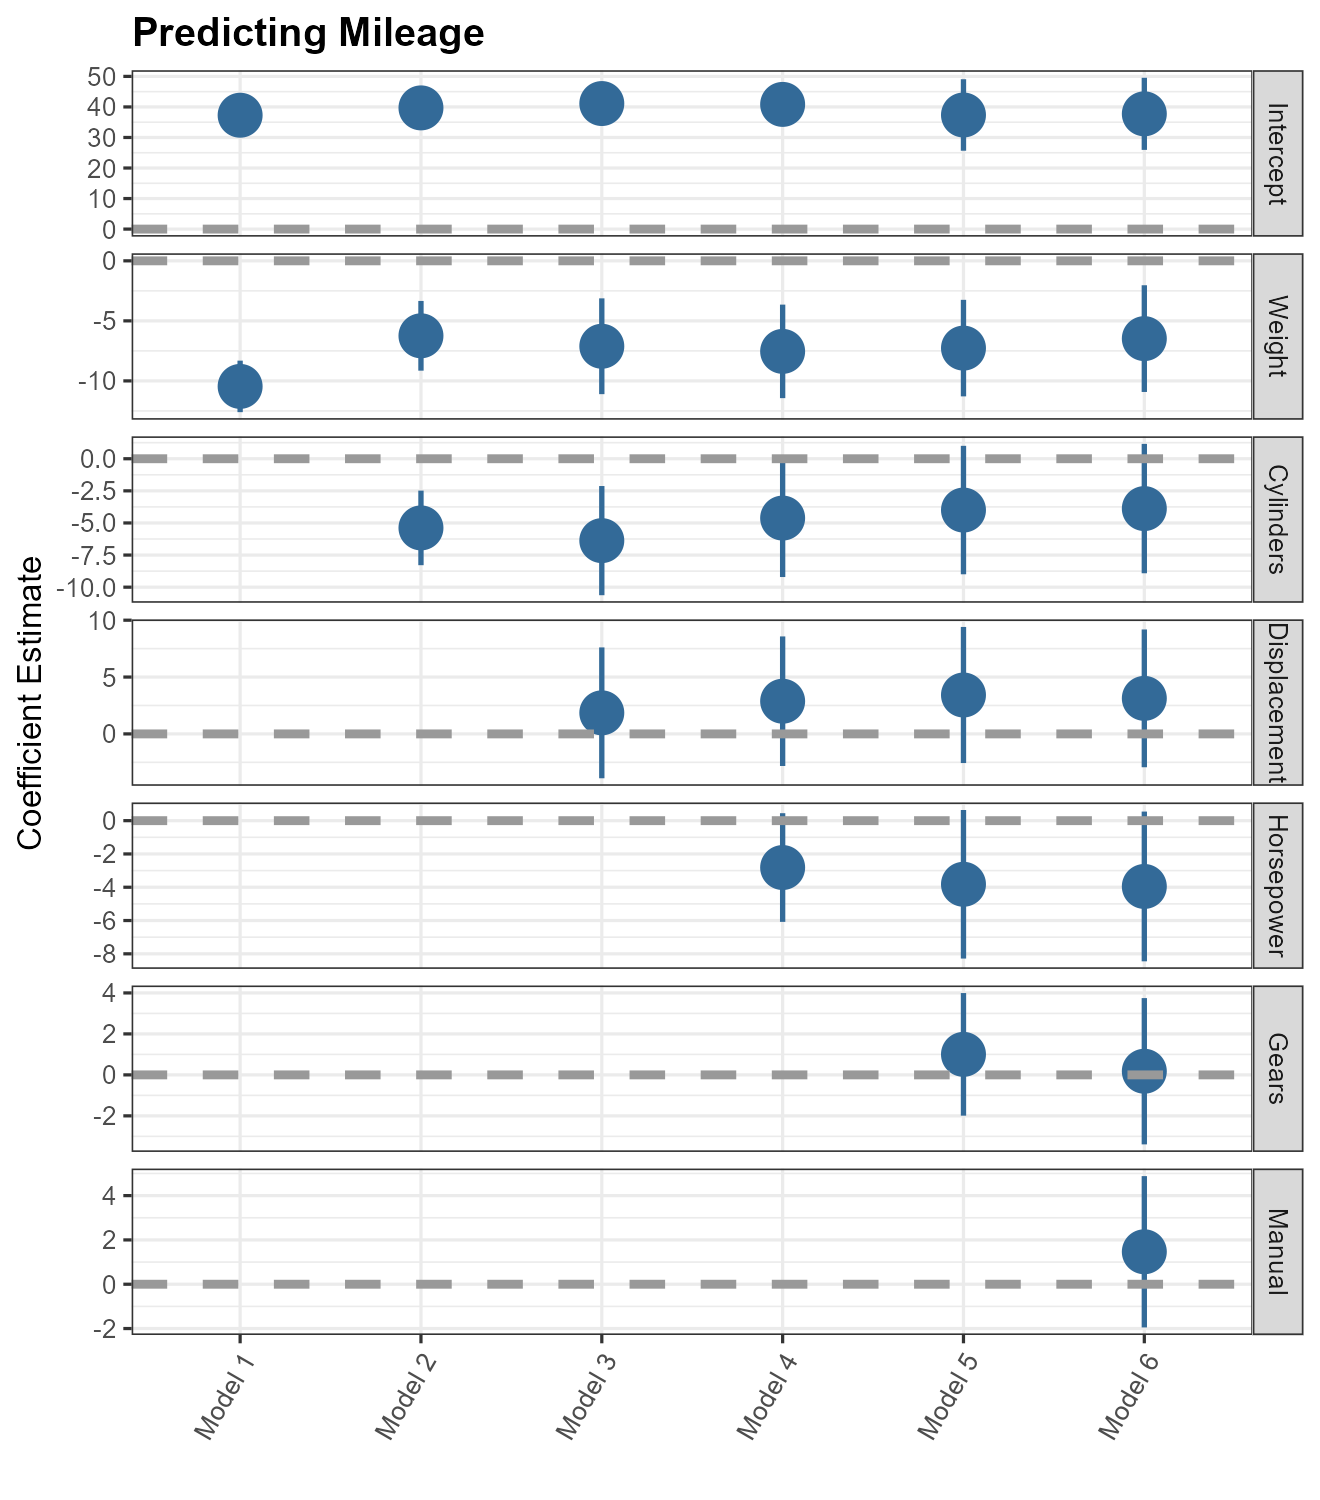 Predicting Mileage
Coefficient Estimate
50
40
30
20
10
0
Intercept
0
-5
-10
Weight
0.0
-2.5
-5.0
-7.5
-10.0
Cylinders
10
5
0
Displacement
0
-2
-4
-6
-8
Horsepower
4
2
0
-2
Gears
4
2
0
-2
Manual
Model 1
Model 2
Model 3
Model 4
Model 5
Model 6